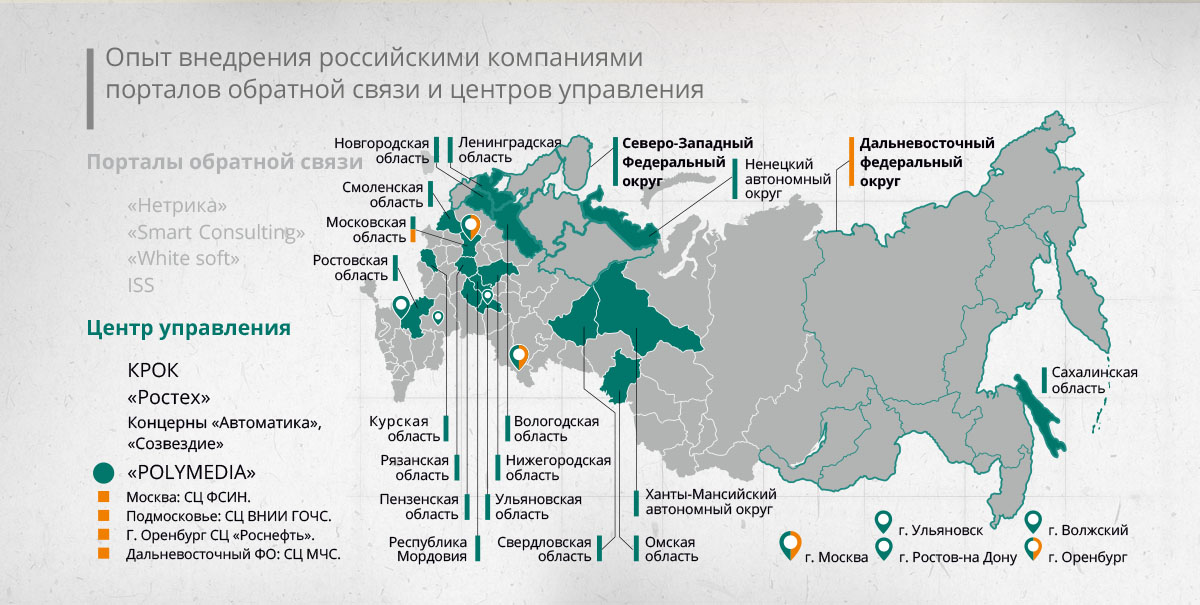 Опыт внедрения российскими компаниями
порталов обратной связи и центров управления
Порталы обратной связи
«Нетрика»
«Smart Consulting»
«White soft»
ISS
Центр управления
КРОК
«Ростех»
Концерны «Автоматика»,
«Созвездие»
«POLYMEDIA»
Москва: СЦ ФСИН.
Подмосковье: СЦ ВНИИ ГОЧС.
Г. Оренбург СЦ «Роснефть».
Дальневосточный ФО: СЦ МЧС.
Новгородская
область
Ленинградская
область
Северо-Западный
Федеральный
округ
Ненецкий
автономный
округ
Дальневосточный
федеральный
округ
Смоленская
область
Московская
область
Ростовская
область
Сахалинская
область
Курская
область
Вологодская
область
Рязанская
область
Нижегородская
область
Пензенская
область
Ульяновская
область
Ханты-Мансийский
автономный округ
Республика
Мордовия
Свердловская
область
Омская
область
г. Ульяновск
г. Волжский
г. Москва
г. Ростов-на Дону
г. Оренбург